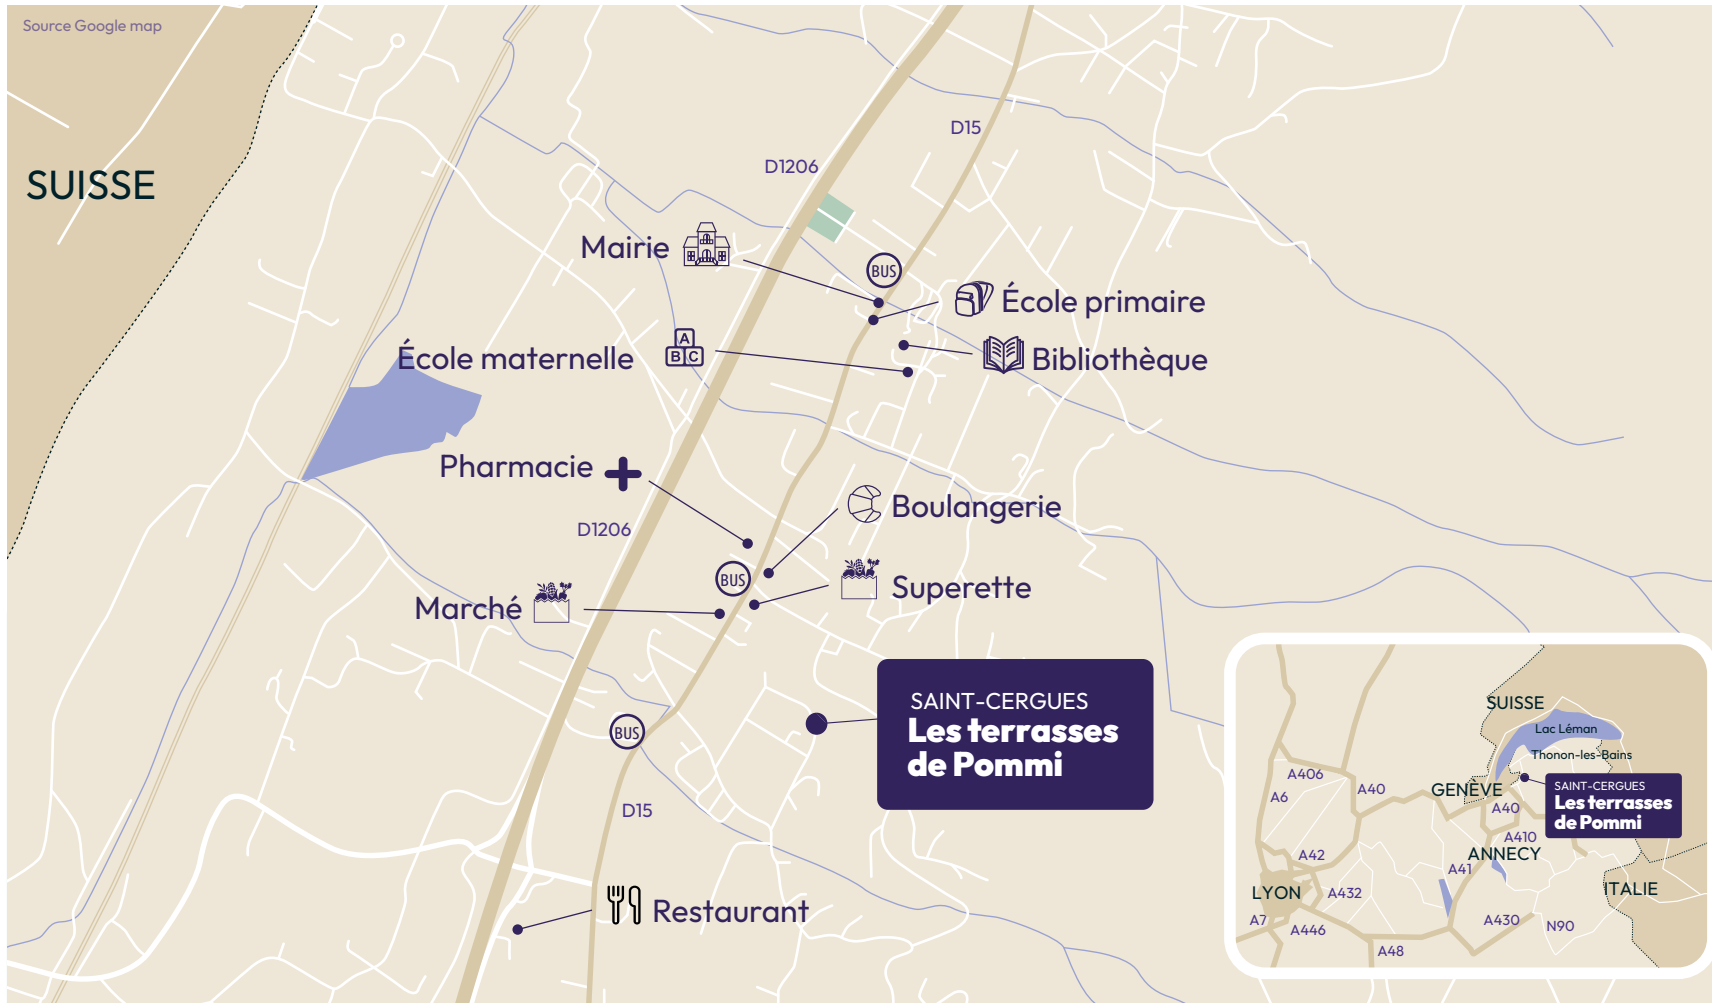 Source Google map
SUISSE
D15
D1206
Mairie
BUS
École primaire
École maternelle
A
B C
Bibliothèque
Pharmacie
Boulangerie
D1206
BUS
Superette
Marché
SAINT-CERGUES
Les terrasses
de Pommi
BUS
D15
Restaurant
SUISSE
Lac Léman
Thonon-les-Bains
A406
A6
A40
GENÈVE
A40
SAINT-CERGUES
Les terrasses
de Pommi
A410
ANNECY
A42
A41
LYON
A432
ITALIE
A7
A446
A430
N90
A48